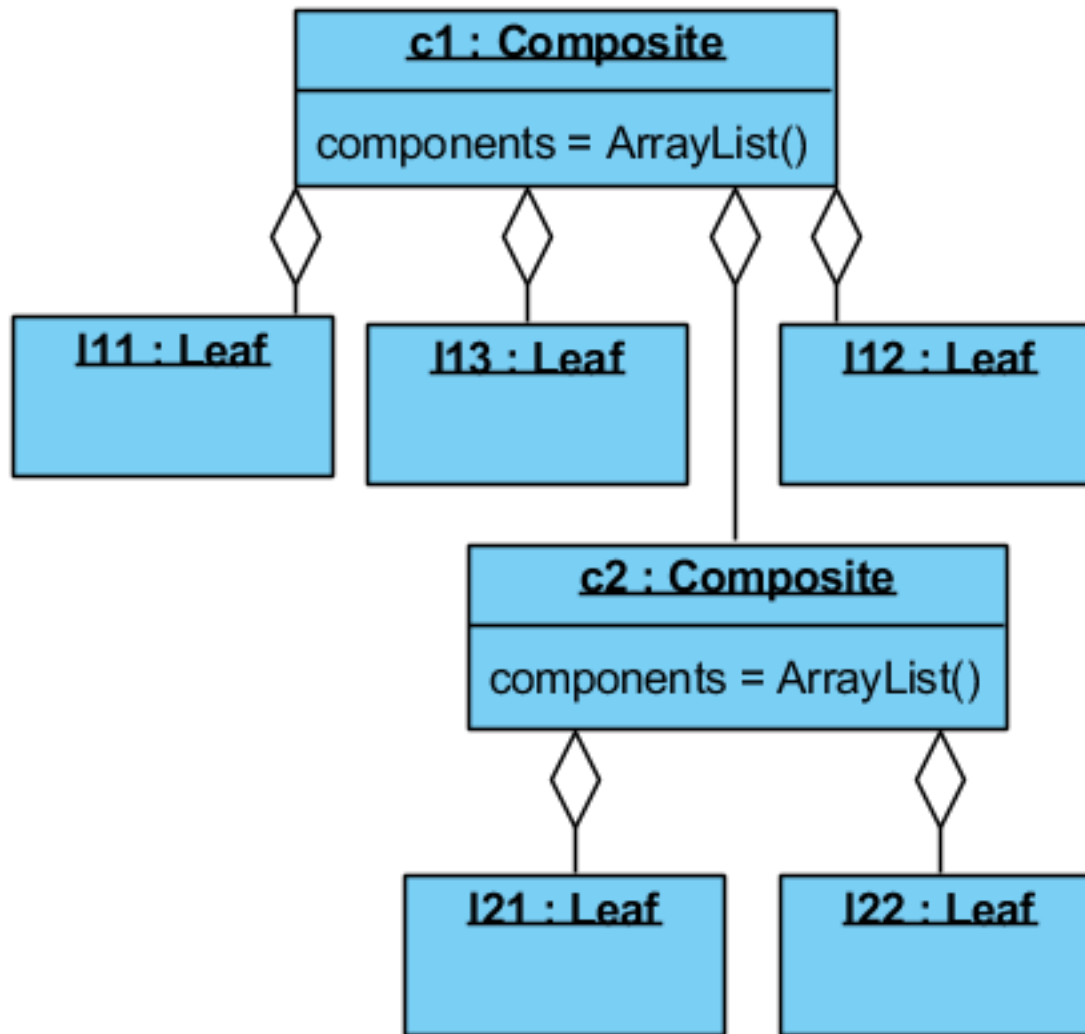 c1 : Composite
components = ArrayList()
l11 : Leaf
l13 : Leaf
l12 : Leaf
c2 : Composite
components = ArrayList()
l21 : Leaf
l22 : Leaf